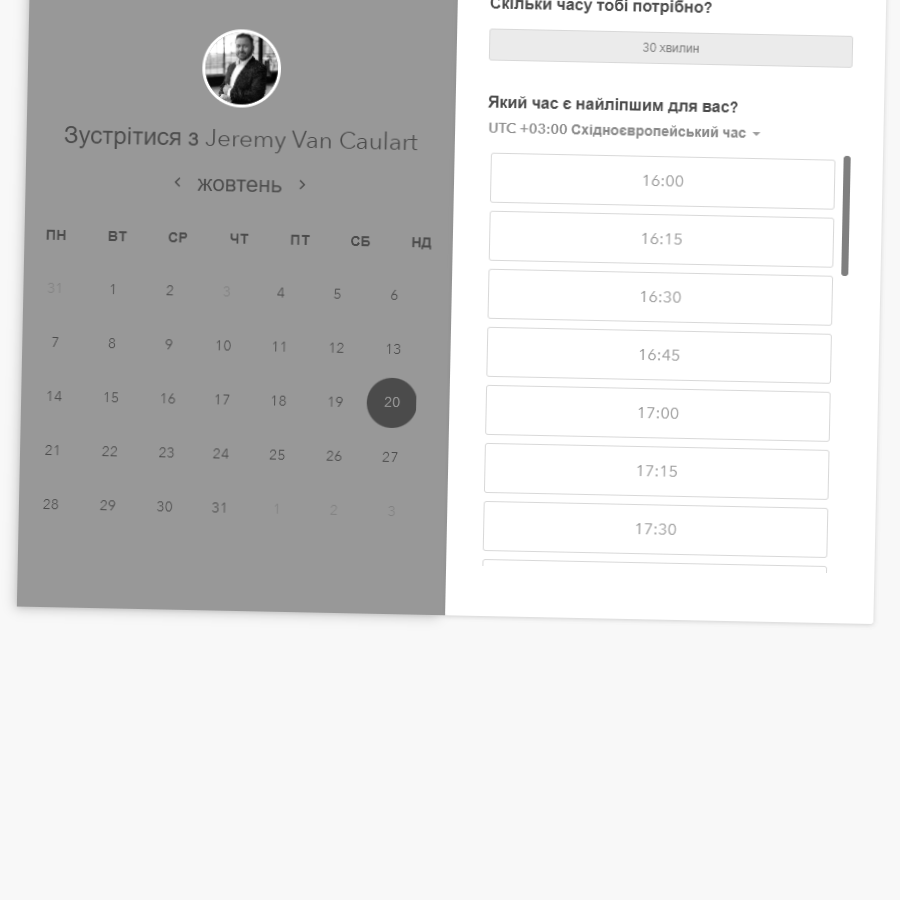 Зустрітися з Jeremy Van Caulart
жовтень
ПН ВТ СР ЧТ ПТ СБ НД
31 1 2 3 4 5 6
7 8 9 10 11 12 13
14 15 16 17 18 19 20
21 22 23 24 25 26 27
28 29 30 31 1 2 3
Скільки часу тобі потрібно?
30 хвилин
Який час є найліпшим для вас?
UTC +03:00 Східноєвропейський час
16:00
16:15
16:30
16:45
17:00
17:15
17:30